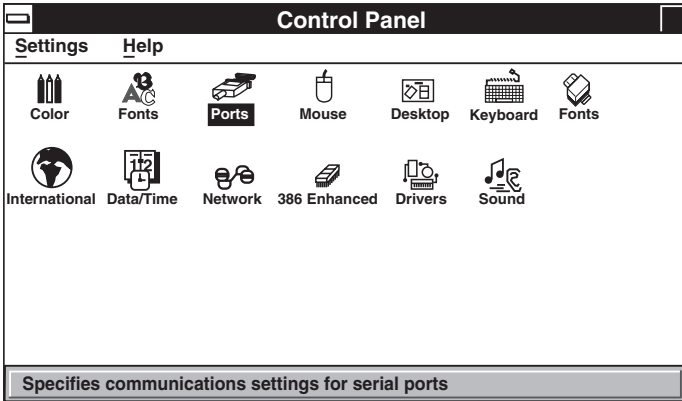 Control Panel
Settings Help
Color Fonts Ports Mouse Desktop Keyboard Fonts
International Data/Time Network 386 Enhanced Drivers Sound
Specifies communications settings for serial ports